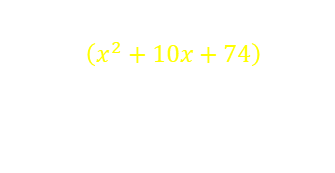 (x² + 10x + 74)